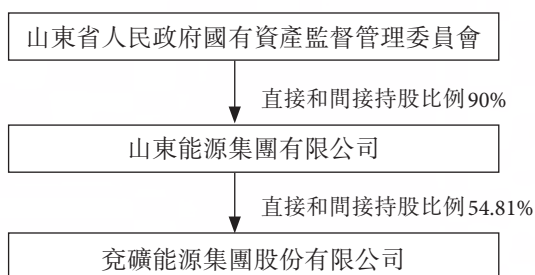 山東省人民政府國有資產監督管理委員會
直接和間接持股比例90%
山東能源集團有限公司
直接和間接持股比例54.81%
兗礦能源集團股份有限公司